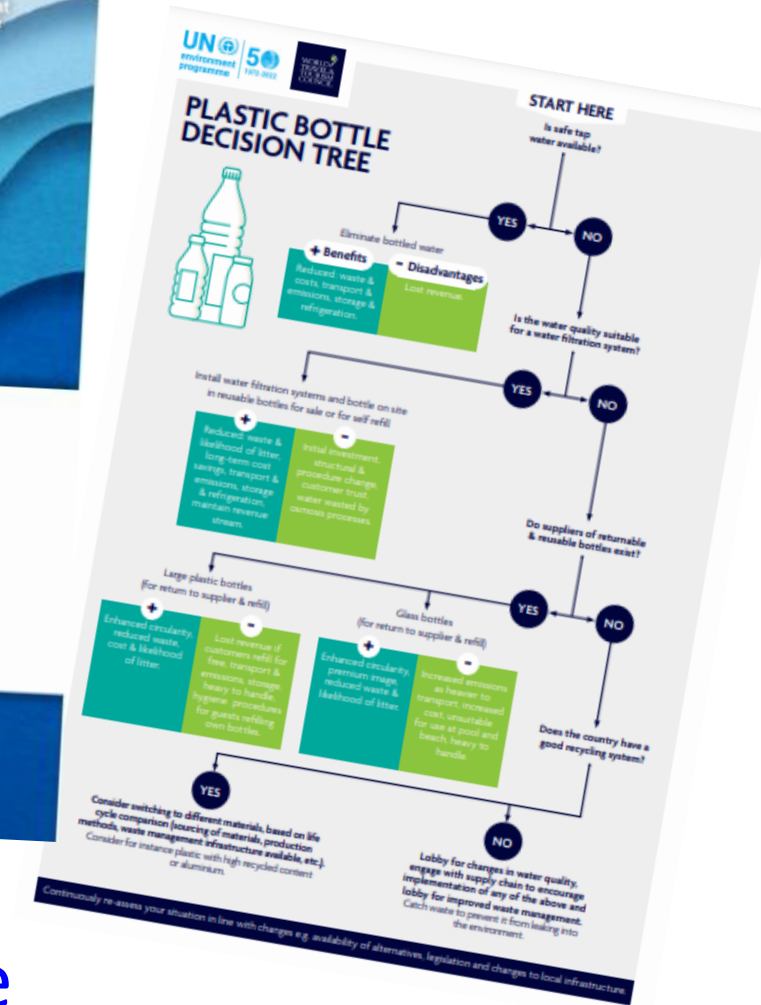 UN
environment
programme
50
1972-2022
WORLD
TRAVEL &
TOURISM
COUNCIL
PLASTIC BOTTLE
DECISION TREE
START HERE
Is safe tap
water available?
YES
NO
Eliminate bottled water
+ Benefits
- Disadvantages
Reduced: waste &
costs, transport &
emissions, storage &
refrigeration.
Lost revenue.
Is the water quality suitable
for a water filtration system?
YES
NO
Install water filtration systems and bottle on site
in reusable bottles for sale or for self refill
+
-
Reduced: waste &
likelihood of litter,
long-term cost
savings, transport &
emissions, storage
& refrigeration,
maintain revenue
stream.
Initial investment,
structural &
procedure change,
customer trust,
water wasted by
osmosis processes.
Do suppliers of returnable
& reusable bottles exist?
YES
NO
Large plastic bottles
(for return to supplier & refill)
+
-
Enhanced circularity,
reduced waste,
cost & likelihood
of litter.
Lost revenue if
customers refill for
free, transport &
emissions, storage,
heavy to handle,
hygiene procedures
for guests refilling
own bottles.
Glass bottles
(for return to supplier & refill)
+
-
Enhanced circularity,
premium image,
reduced waste &
likelihood of litter.
Increased emissions
as heavier to
transport, increased
cost, unsuitable
for use at pool and
beach, heavy to
handle.
Does the country have a
good recycling system?
YES
Consider switching to different materials, based on life
cycle comparison (sourcing of materials, production
methods, waste management infrastructure available, etc.).
Consider for instance plastic with high recycled content
or aluminium.
NO
Lobby for changes in water quality,
engage with supply chain to encourage
implementation of any of the above and
lobby for improved waste management.
Catch waste to prevent it from leaking into
the environment.
Continuously re-assess your situation in line with changes e.g. availability of alternatives, legislation and changes to local infrastructure.
e